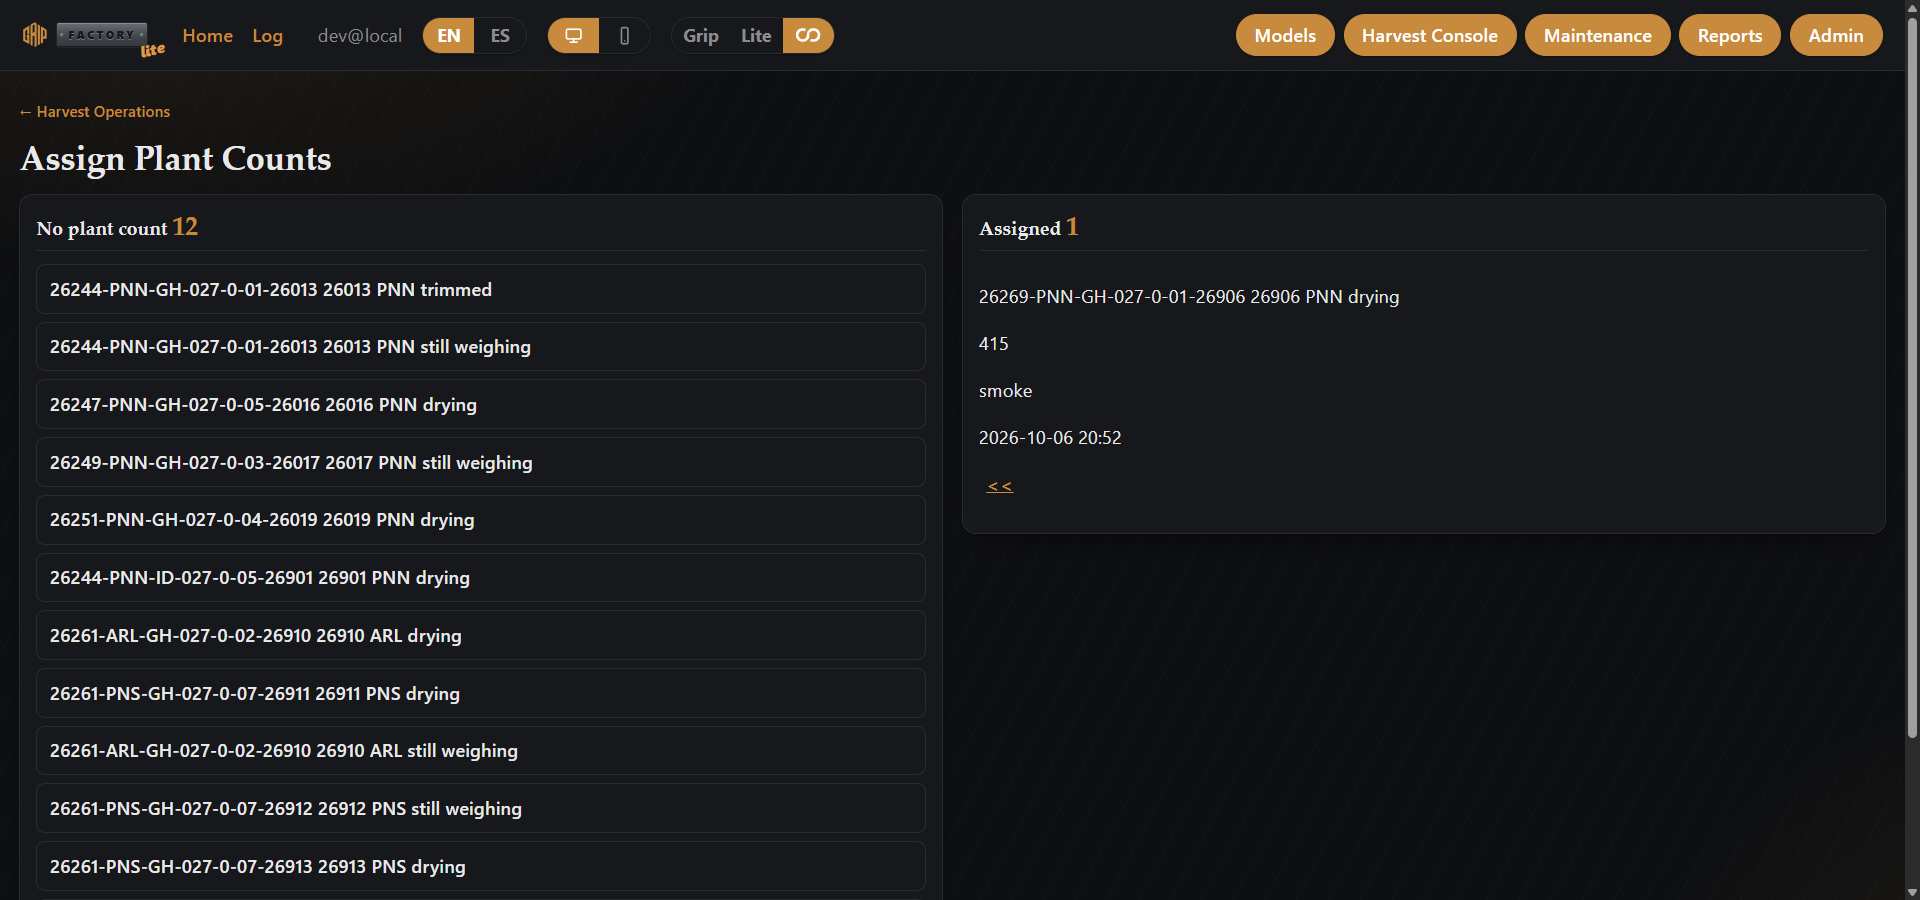 GRIP FACTORY lite Home Log dev@local EN ES Grip Lite Models Harvest Console Maintenance Reports Admin
← Harvest Operations
Assign Plant Counts
No plant count 12
26244-PNN-GH-027-0-01-26013 26013 PNN trimmed
26244-PNN-GH-027-0-01-26013 26013 PNN still weighing
26247-PNN-GH-027-0-05-26016 26016 PNN drying
26249-PNN-GH-027-0-03-26017 26017 PNN still weighing
26251-PNN-GH-027-0-04-26019 26019 PNN drying
26244-PNN-ID-027-0-05-26901 26901 PNN drying
26261-ARL-GH-027-0-02-26910 26910 ARL drying
26261-PNS-GH-027-0-07-26911 26911 PNS drying
26261-ARL-GH-027-0-02-26910 26910 ARL still weighing
26261-PNS-GH-027-0-07-26912 26912 PNS still weighing
26261-PNS-GH-027-0-07-26913 26913 PNS drying
Assigned 1
26269-PNN-GH-027-0-01-26906 26906 PNN drying
415
smoke
2026-10-06 20:52
<<